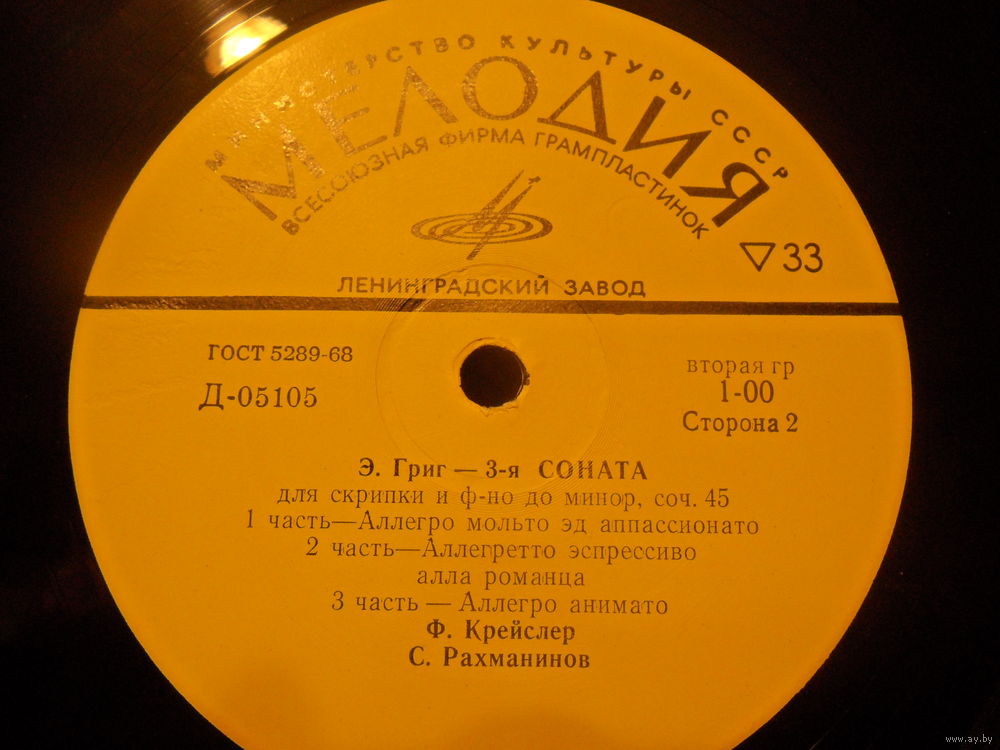 МИНИСТЕРСТВО КУЛЬТУРЫ СССР
МЕЛОДИЯ
ВСЕСОЮЗНАЯ ФИРМА ГРАМПЛАСТИНОК
▽33
ЛЕНИНГРАДСКИЙ ЗАВОД
ГОСТ 5289-68
Д-05105
вторая гр
1-00
Сторона 2
Э. Григ — 3-я СОНАТА
для скрипки и ф-но до минор, соч. 45
1 часть—Аллегро мольто эд аппассионато
2 часть—Аллегретто эспрессиво
алла романца
3 часть — Аллегро анимато
Ф. Крейслер
С. Рахманинов
www.ay.by